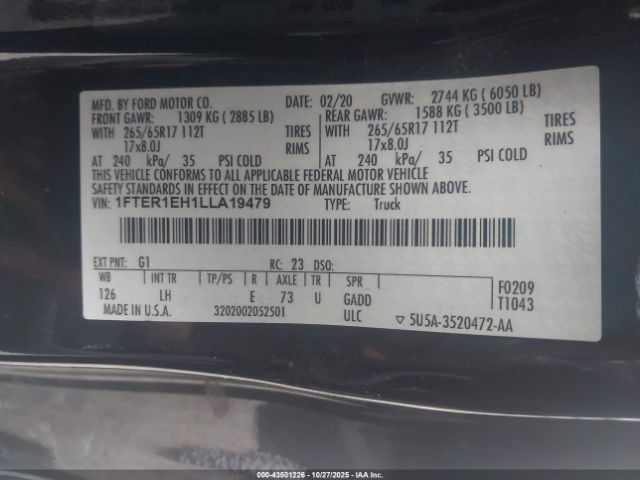 MFD. BY FORD MOTOR CO. DATE: 02/20 GVWR: 2744 KG ( 6050 LB)
FRONT GAWR: 1309 KG ( 2885 LB) REAR GAWR: 1588 KG ( 3500 LB)
WITH 265/65R17 112T TIRES WITH 265/65R17 112T TIRES
17x8.0J RIMS 17x8.0J RIMS
AT 240 kPa/ 35 PSI COLD AT 240 kPa/ 35 PSI COLD
THIS VEHICLE CONFORMS TO ALL APPLICABLE FEDERAL MOTOR VEHICLE
SAFETY STANDARDS IN EFFECT ON THE DATE OF MANUFACTURE SHOWN ABOVE.
VIN: 1FTER1EH1LLA19479 TYPE: Truck
EXT PNT: G1 RC: 23 DSO:
WB INT TR TP/PS R AXLE TR SPR F0209
126 LH E 73 U GADD T1043
MADE IN U.S.A. 3202002052501 ULC ▽ 5U5A-3520472-AA
000-43501226 - 10/27/2025 - IAA Inc.